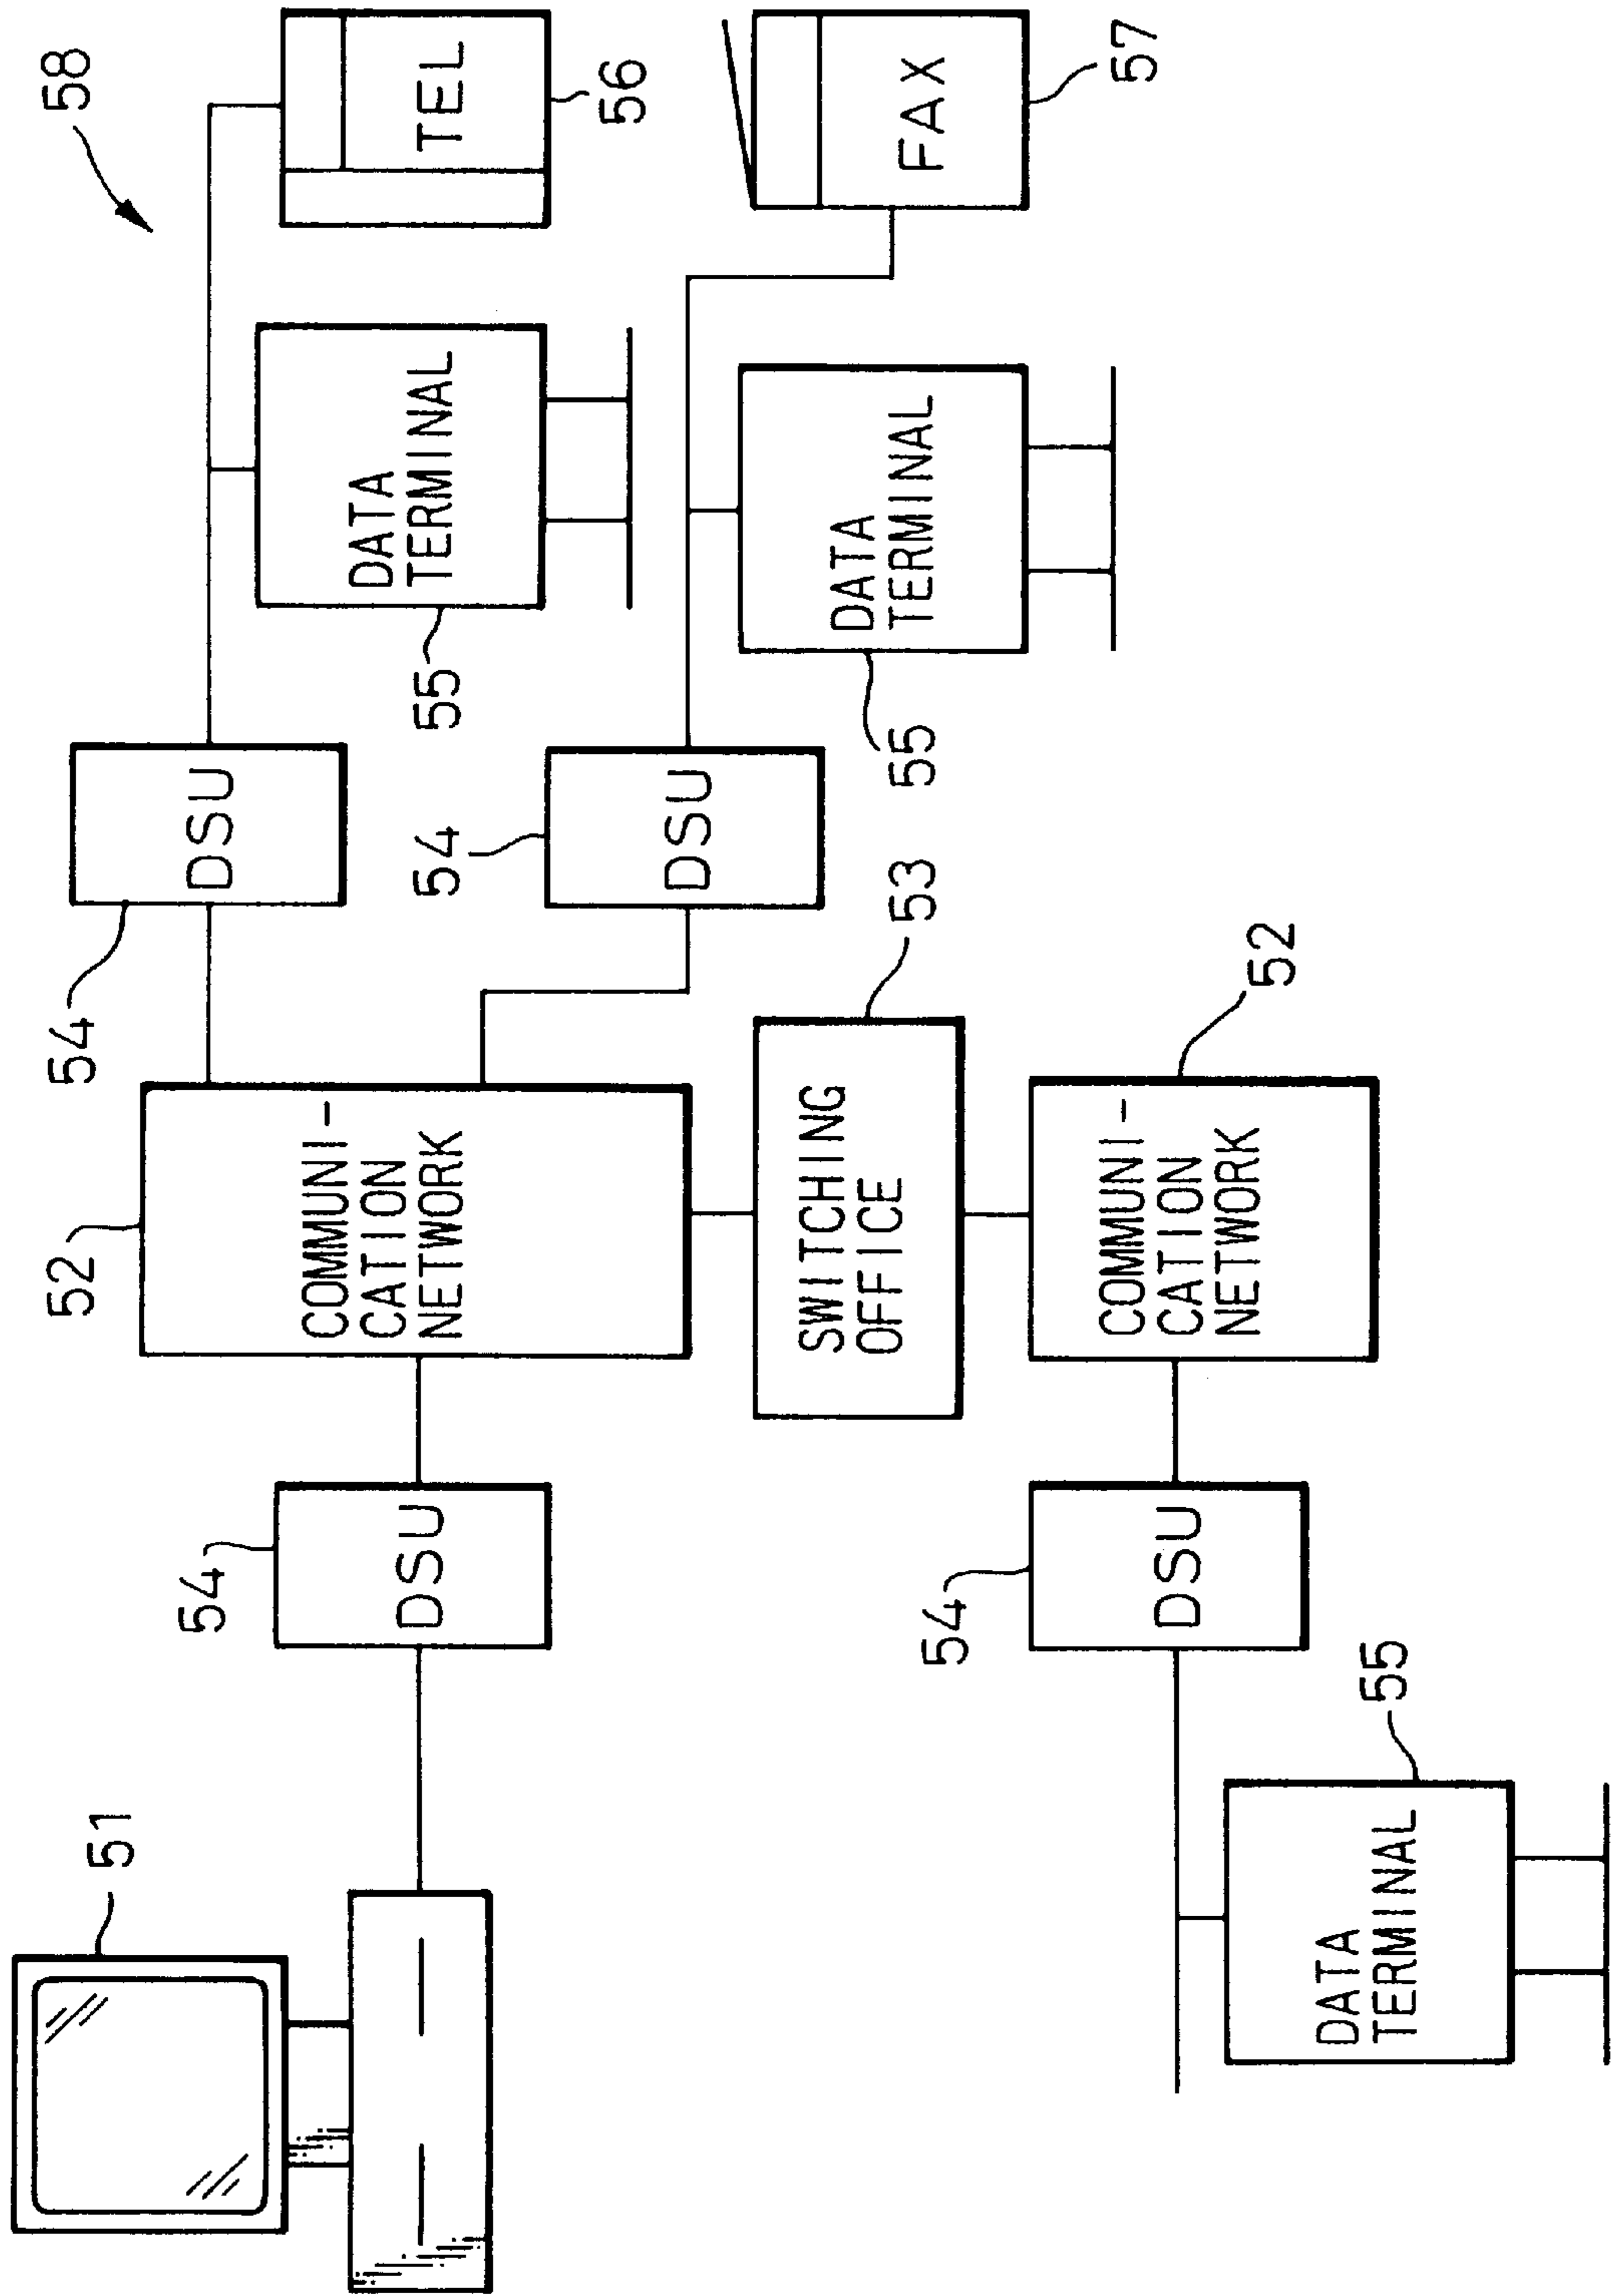 58
51
52
54
54
DSU
54
DSU
COMMUNI-
CATION
NETWORK
DATA
TERMINAL
55
TEL
56
54
DSU
SWITCHING
OFFICE
53
DATA
TERMINAL
55
FAX
57
54
DSU
COMMUNI-
CATION
NETWORK
52
55
DATA
TERMINAL